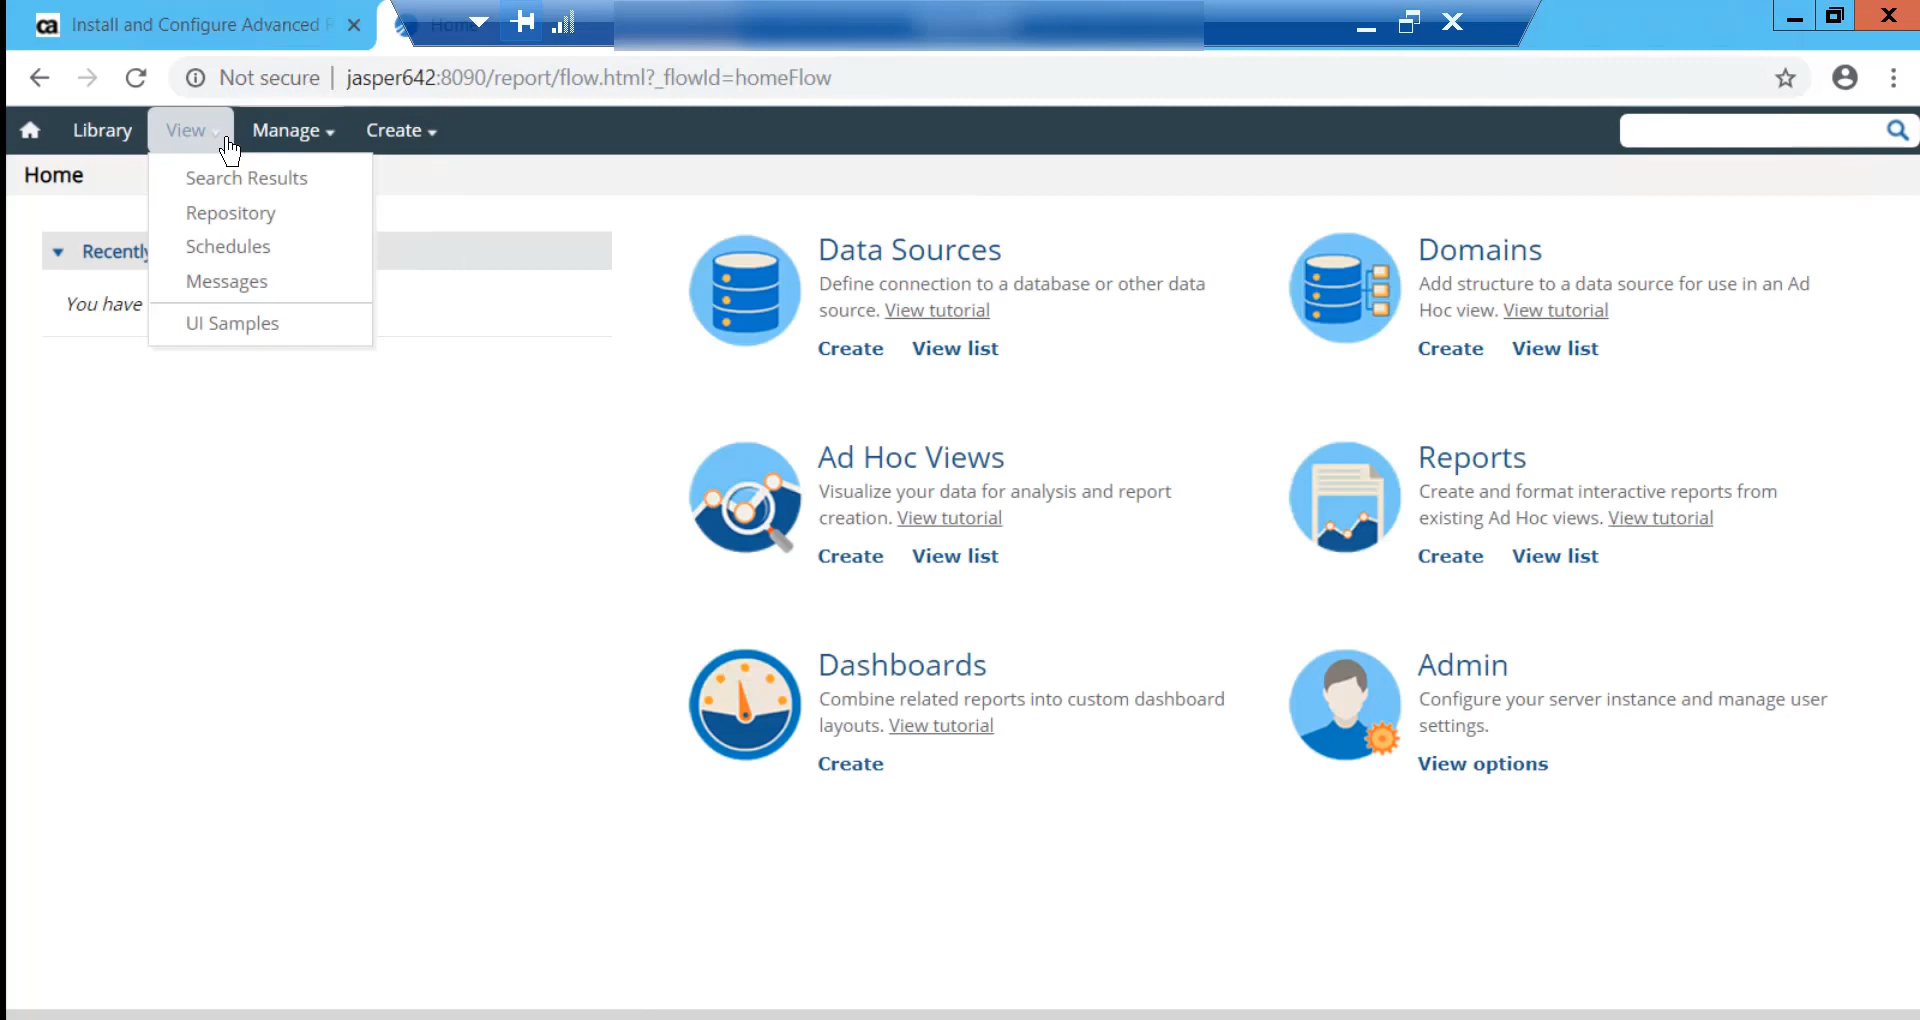 ca Install and Configure Advanced
Home
Not secure | jasper642:8090/report/flow.html?_flowId=homeFlow
Library View Manage Create
Home
Search Results
Repository
Schedules
Messages
UI Samples
Recently
You have
Data Sources
Define connection to a database or other data
source. View tutorial
Create View list
Domains
Add structure to a data source for use in an Ad
Hoc view. View tutorial
Create View list
Ad Hoc Views
Visualize your data for analysis and report
creation. View tutorial
Create View list
Reports
Create and format interactive reports from
existing Ad Hoc views. View tutorial
Create View list
Dashboards
Combine related reports into custom dashboard
layouts. View tutorial
Create
Admin
Configure your server instance and manage user
settings.
View options